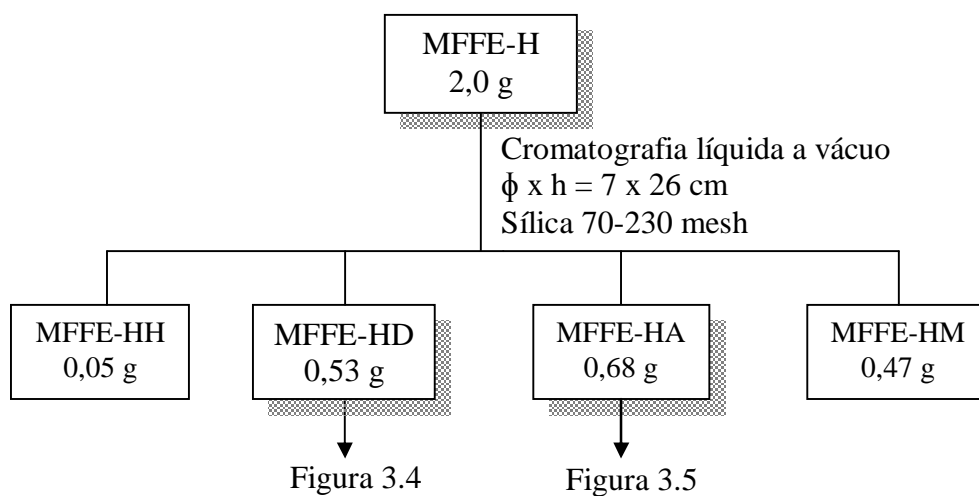 MFFE-H
2,0 g
Cromatografia líquida a vácuo
ϕ x h = 7 x 26 cm
Sílica 70-230 mesh
MFFE-HH
0,05 g
MFFE-HD
0,53 g
MFFE-HA
0,68 g
MFFE-HM
0,47 g
Figura 3.4
Figura 3.5